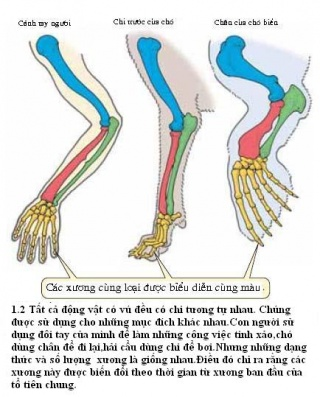 Cánh tay người Chi trước của chó Chân của chó biển
Các xương cùng loại được biểu diễn cùng màu .
1.2 Tất cả động vật có vú đều có chi tương tự nhau. Chúng
được sử dụng cho những mục đích khác nhau.Con người sử
dụng đôi tay của mình để làm những công việc tinh xảo,chó
dùng chân để đi lại,hải cẩu dùng chi để bơi.Nhưng những dạng
thức và số lượng xương là giống nhau.Điều đó chỉ ra rằng các
xương này được biến đổi theo thời gian từ xương ban đầu của
tổ tiên chung.